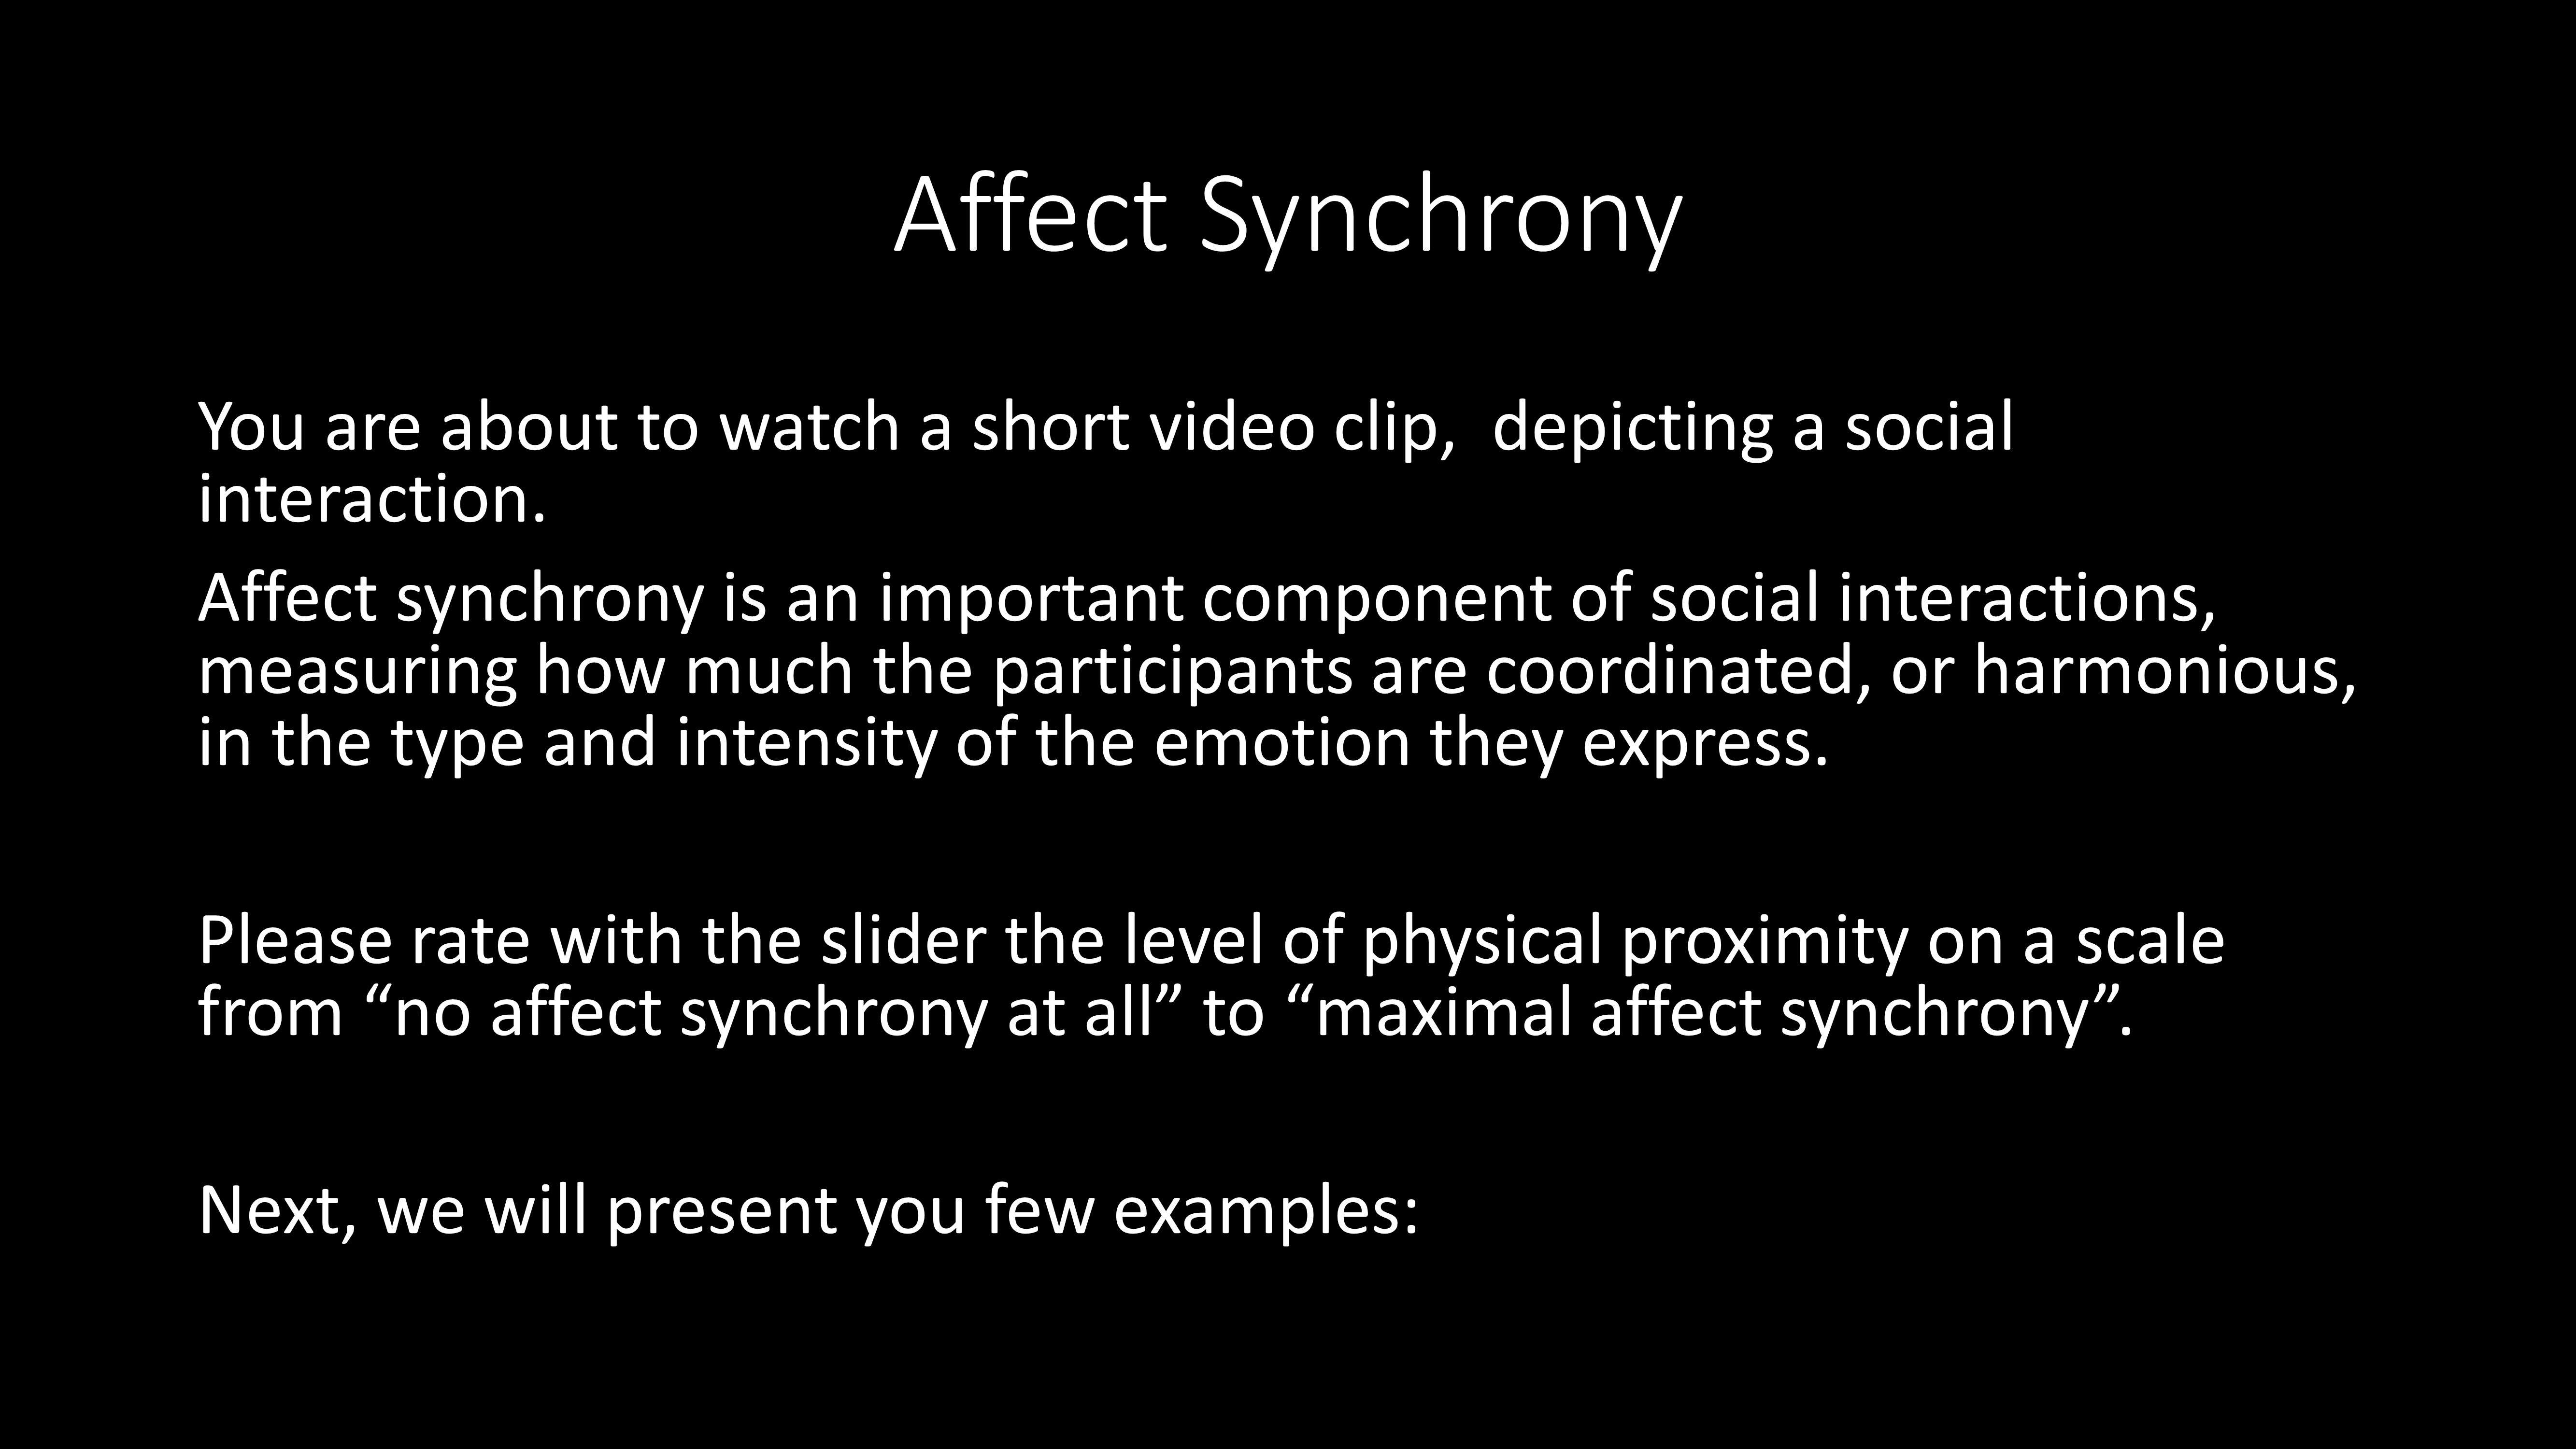 Affect Synchrony
You are about to watch a short video clip,  depicting a social
interaction.
Affect synchrony is an important component of social interactions,
measuring how much the participants are coordinated, or harmonious,
in the type and intensity of the emotion they express.
Please rate with the slider the level of physical proximity on a scale
from “no affect synchrony at all” to “maximal affect synchrony”.
Next, we will present you few examples: